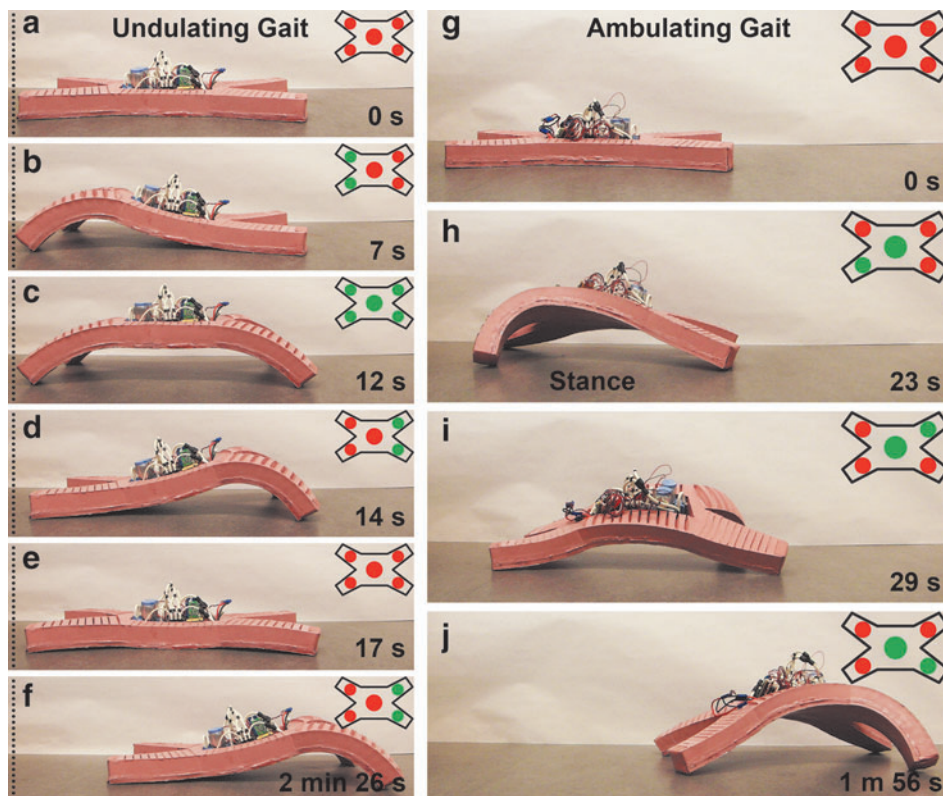 a
Undulating Gait
0 s
b
7 s
c
12 s
d
14 s
e
17 s
f
2 min 26 s
g
Ambulating Gait
0 s
h
Stance
23 s
i
29 s
j
1 m 56 s